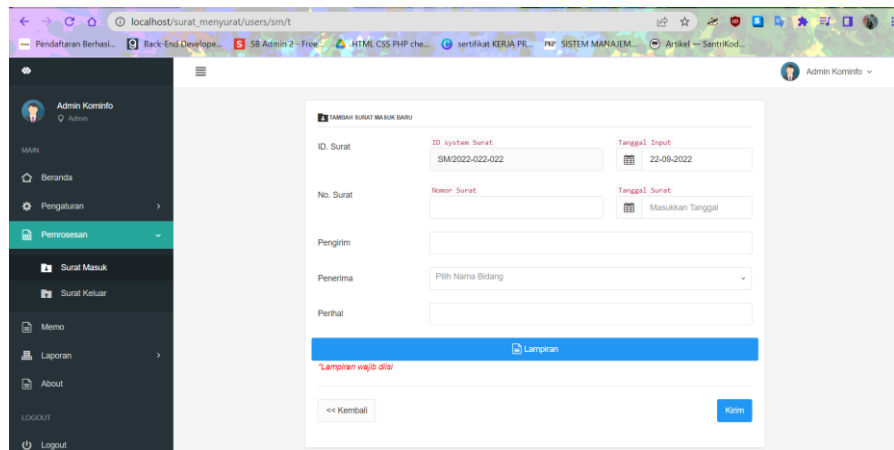 localhost/surat_menyurat/users/sm/t
Pendaftaran Berhasi... Back-End Develope... SB Admin 2 - Free... HTML CSS PHP che... sertifikat KERJA PR... PKP SISTEM MANAJEM... Artikel — SantriKod...
Admin Kominfo
Admin Kominfo
Admin
MAIN
Beranda
Pengaturan
Pemrosesan
Surat Masuk
Surat Keluar
Memo
Laporan
About
LOGOUT
Logout
TAMBAH SURAT MASUK BARU
ID. Surat
ID system Surat
SM/2022-022-022
Tanggal Input
22-09-2022
No. Surat
Nomor Surat
Tanggal Surat
Masukkan Tanggal
Pengirim
Penerima
Pilih Nama Bidang
Perihal
Lampiran
*Lampiran wajib diisi
<< Kembali
Kirim